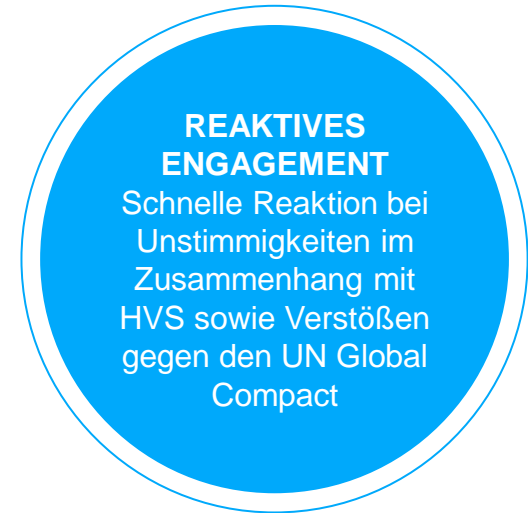 REAKTIVES
ENGAGEMENT
Schnelle Reaktion bei
Unstimmigkeiten im
Zusammenhang mit
HVS sowie Verstößen
gegen den UN Global
Compact